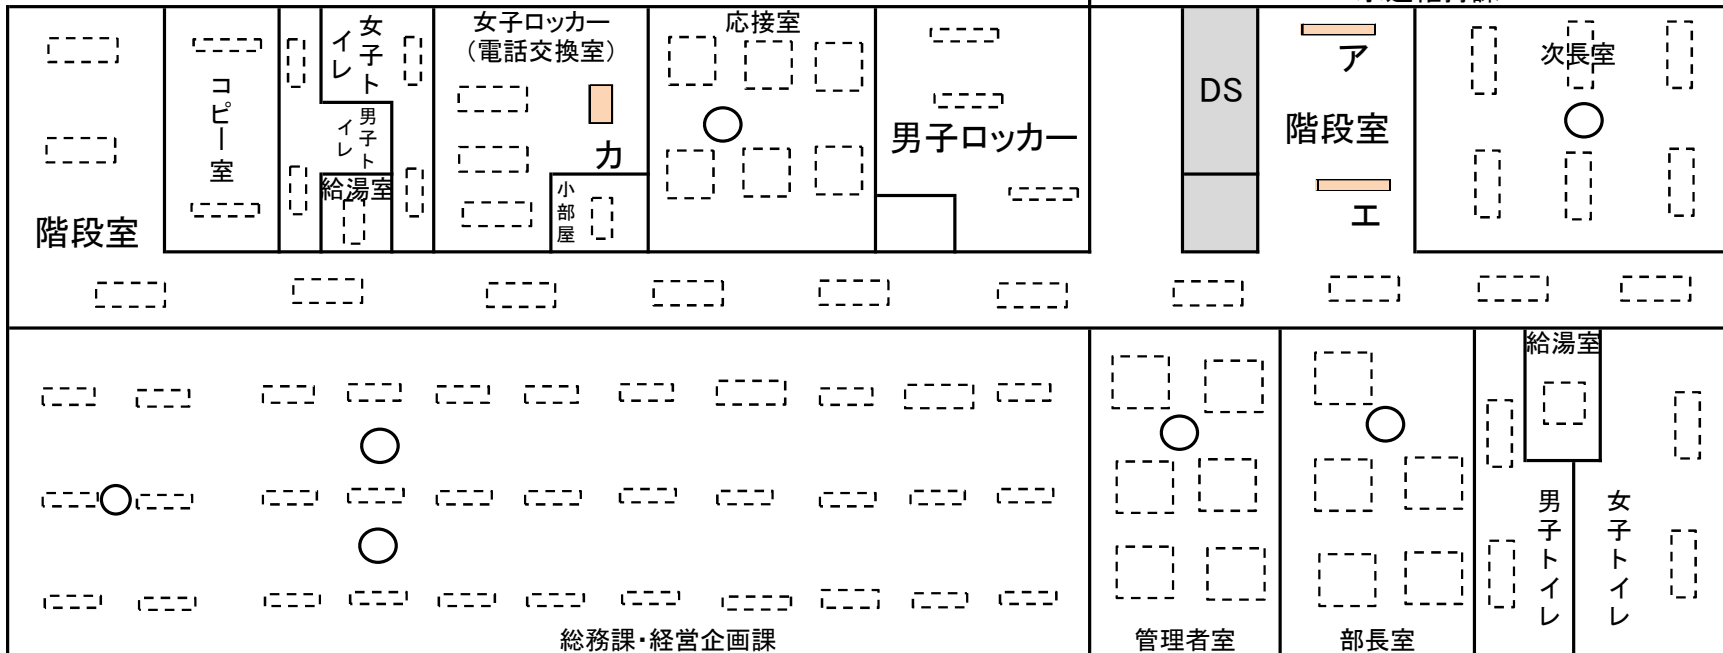 女子トイレ
女子ロッカー
(電話交換室)
応接室
コピー室
男子トイレ
給湯室
カ
小部屋
男子ロッカー
DS
ア
階段室
エ
次長室
階段室
給湯室
男子トイレ
女子トイレ
総務課・経営企画課
管理者室
部長室